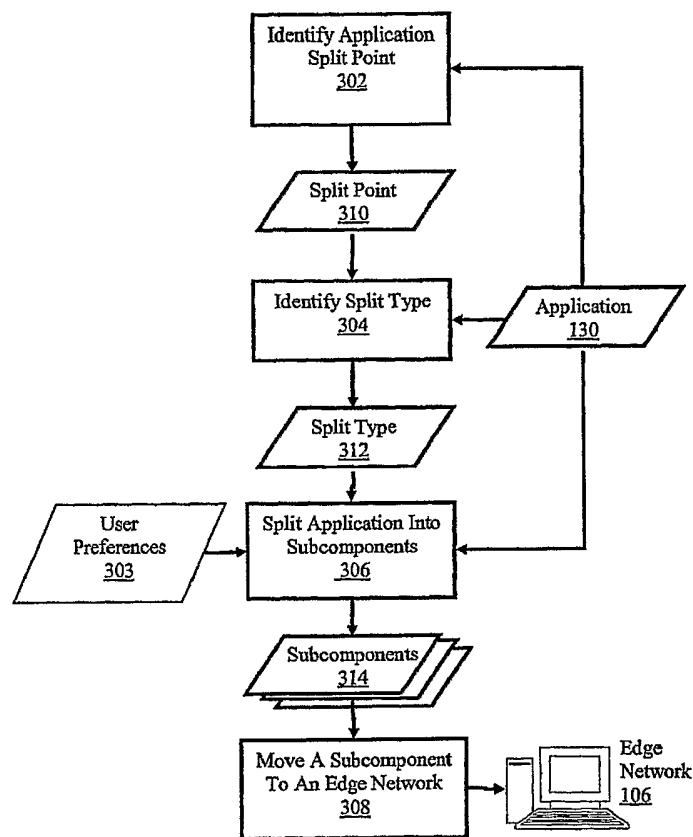 Identify Application
Split Point
302
Split Point
310
Identify Split Type
304
Application
130
Split Type
312
User
Preferences
303
Split Application Into
Subcomponents
306
Subcomponents
314
Move A Subcomponent
To An Edge Network
308
Edge
Network
106